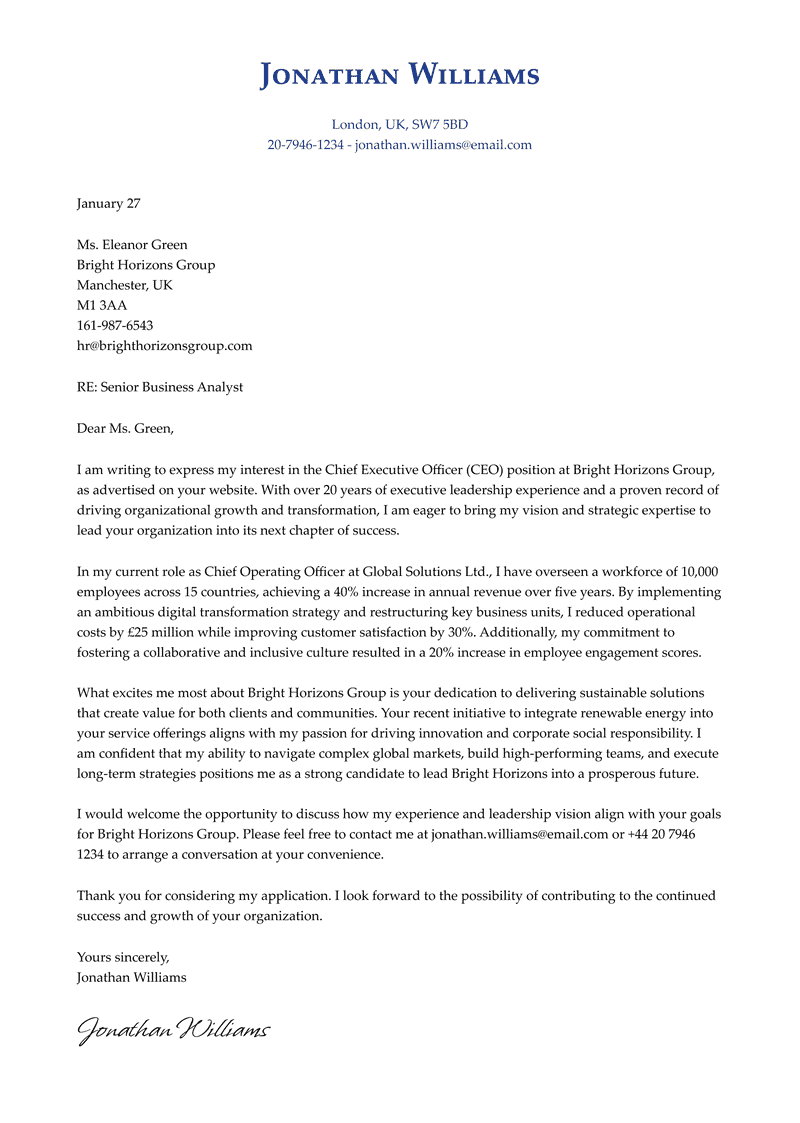 Jonathan Williams
London, UK, SW7 5BD
20-7946-1234 - jonathan.williams@email.com
January 27
Ms. Eleanor Green
Bright Horizons Group
Manchester, UK
M1 3AA
161-987-6543
hr@brighthorizonsgroup.com
RE: Senior Business Analyst
Dear Ms. Green,
I am writing to express my interest in the Chief Executive Officer (CEO) position at Bright Horizons Group,
as advertised on your website. With over 20 years of executive leadership experience and a proven record of
driving organizational growth and transformation, I am eager to bring my vision and strategic expertise to
lead your organization into its next chapter of success.
In my current role as Chief Operating Officer at Global Solutions Ltd., I have overseen a workforce of 10,000
employees across 15 countries, achieving a 40% increase in annual revenue over five years. By implementing
an ambitious digital transformation strategy and restructuring key business units, I reduced operational
costs by £25 million while improving customer satisfaction by 30%. Additionally, my commitment to
fostering a collaborative and inclusive culture resulted in a 20% increase in employee engagement scores.
What excites me most about Bright Horizons Group is your dedication to delivering sustainable solutions
that create value for both clients and communities. Your recent initiative to integrate renewable energy into
your service offerings aligns with my passion for driving innovation and corporate social responsibility. I
am confident that my ability to navigate complex global markets, build high-performing teams, and execute
long-term strategies positions me as a strong candidate to lead Bright Horizons into a prosperous future.
I would welcome the opportunity to discuss how my experience and leadership vision align with your goals
for Bright Horizons Group. Please feel free to contact me at jonathan.williams@email.com or +44 20 7946
1234 to arrange a conversation at your convenience.
Thank you for considering my application. I look forward to the possibility of contributing to the continued
success and growth of your organization.
Yours sincerely,
Jonathan Williams
Jonathan Williams